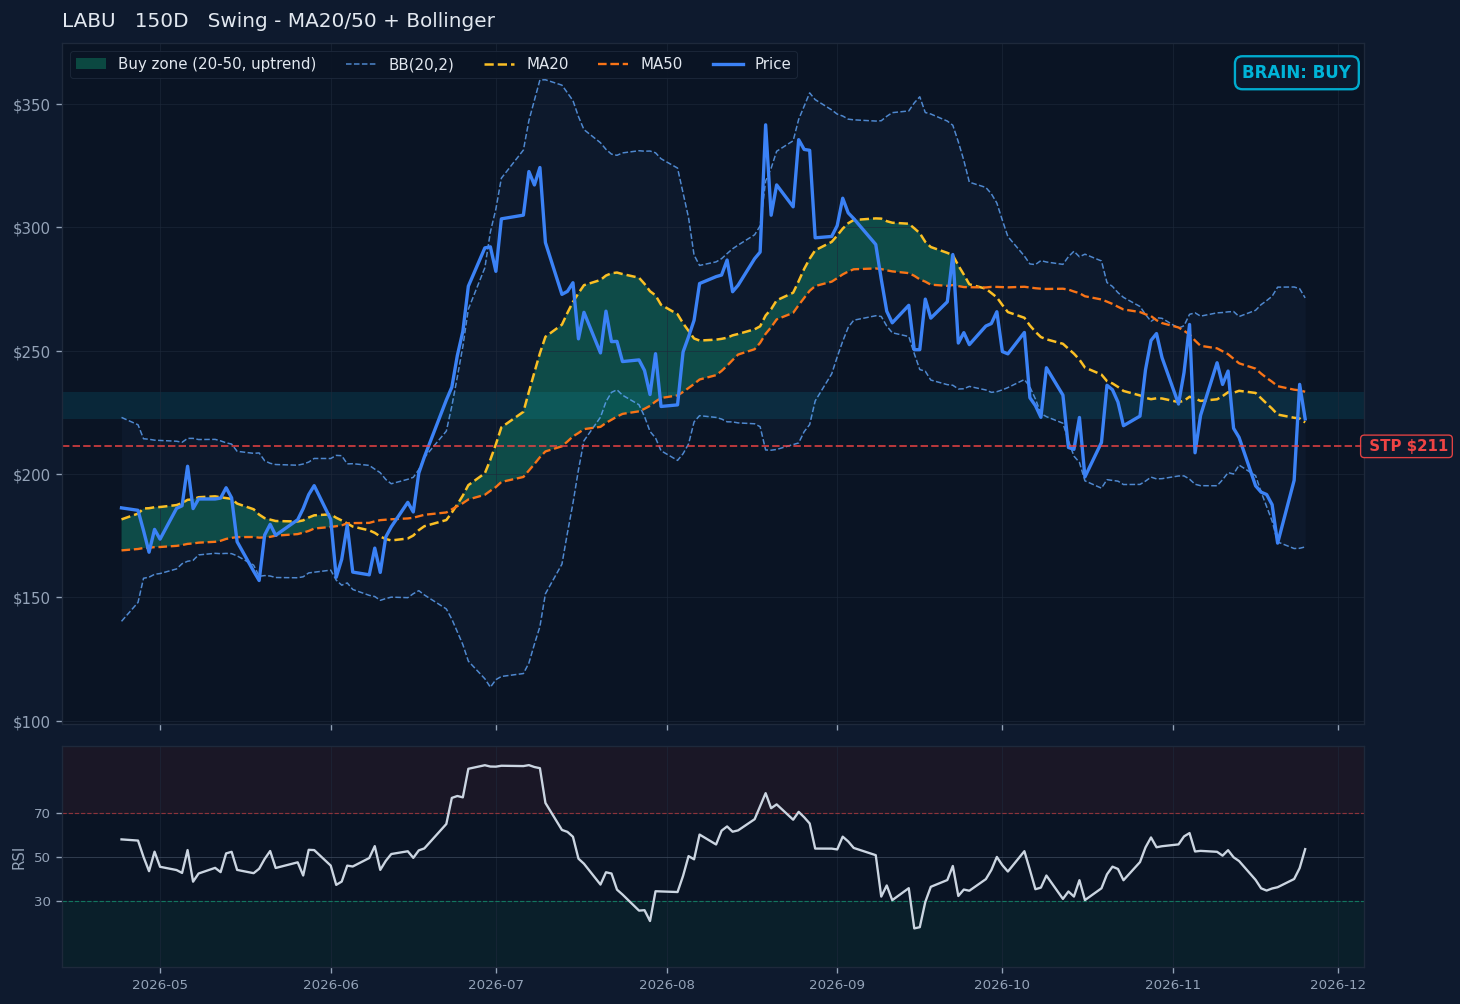 LABU 150D Swing - MA20/50 + Bollinger
Buy zone (20-50, uptrend) BB(20,2) MA20 MA50 Price
BRAIN: BUY
$350
$300
$250
$200
$150
$100
STP $211
RSI
70
50
30
2026-05 2026-06 2026-07 2026-08 2026-09 2026-10 2026-11 2026-12